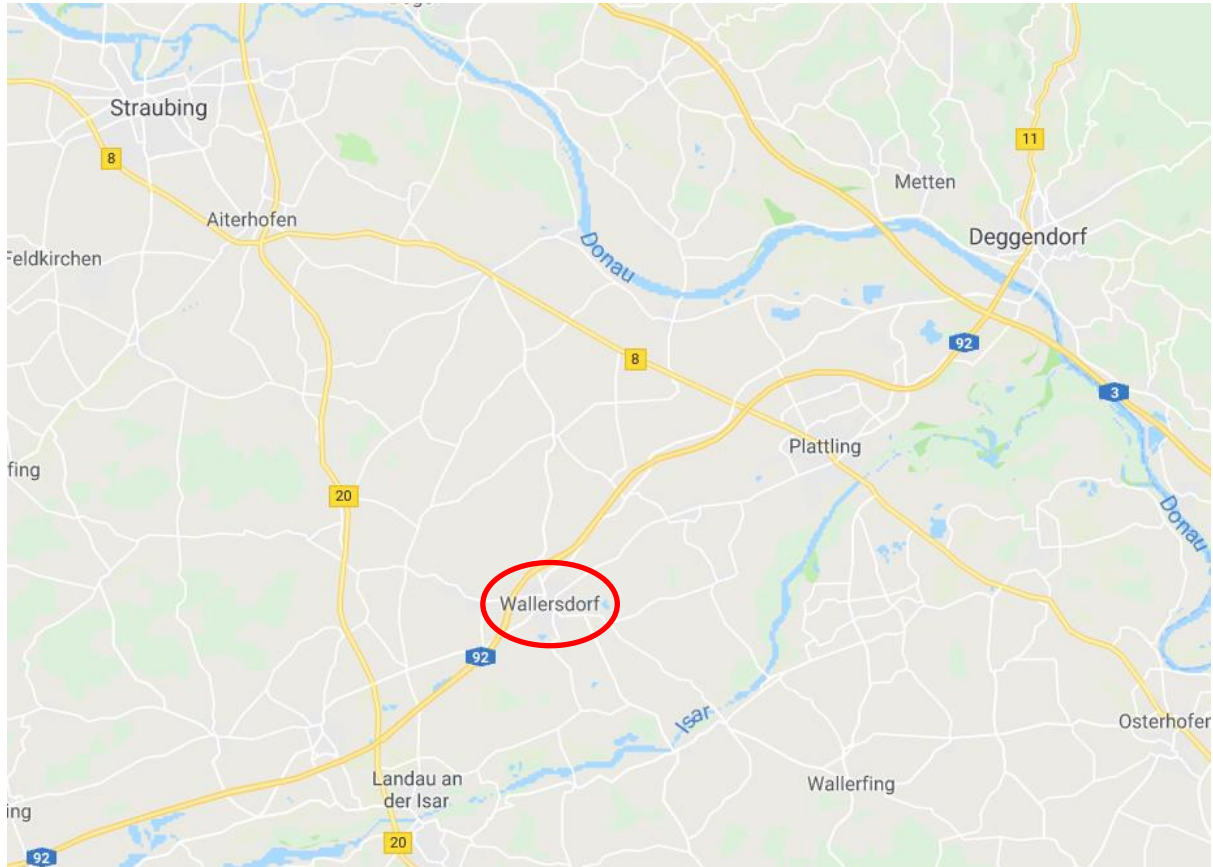 Straubing
8
11
Metten
Aiterhofen
Deggendorf
Feldkirchen
Donau
92
8
3
Plattling
fing
20
Donau
Wallersdorf
92
Isar
Osterhofen
Landau an
der Isar
Wallerfing
ing
20
92